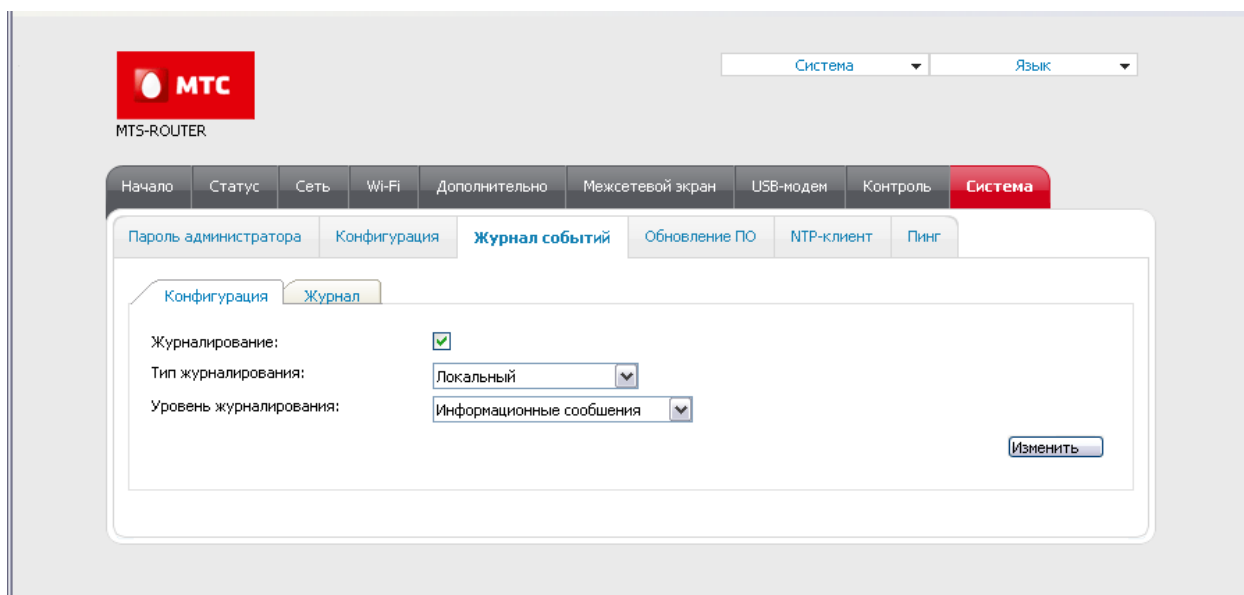 Система Язык
МТС
MTS-ROUTER
Начало Статус Сеть Wi-Fi Дополнительно Межсетевой экран USB-модем Контроль Система
Пароль администратора Конфигурация Журнал событий Обновление ПО NTP-клиент Пинг
Конфигурация Журнал
Журналирование:
Тип журналирования: Локальный
Уровень журналирования: Информационные сообшения
Изменить